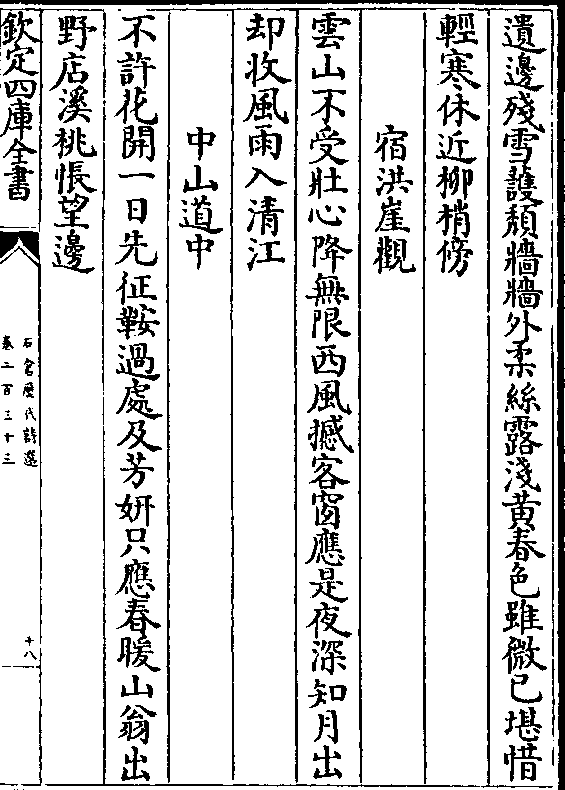 遺邊殘雪䕶頽牆牆外柔絲露淺黄春色雖微已堪惜
輕寒休近柳梢傍
宿洪崖觀
雲山不受壯心降無限西風撼客窗應是夜深知月出
却收風雨入清江
中山道中
不許花開一日先征鞍過處及芳妍只應春暖山翁出
野店溪桃悵望邊
欽定四庫全書
石倉歴代詩選
卷二百三十三
十八